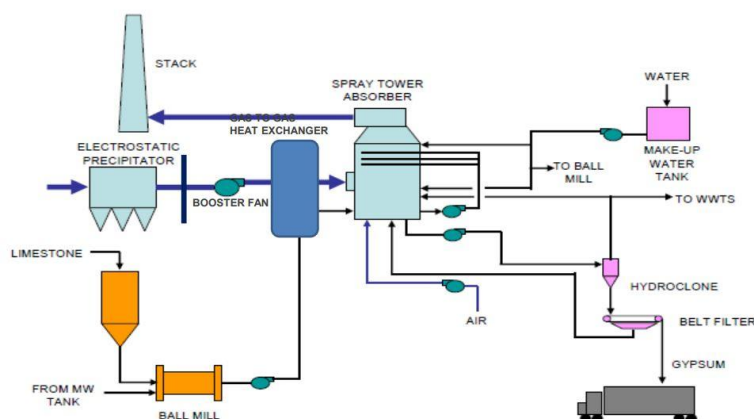 STACK
SPRAY TOWER
ABSORBER
WATER
GAS TO GAS
HEAT EXCHANGER
ELECTROSTATIC
PRECIPITATOR
MAKE-UP
WATER
TANK
TO BALL
MILL
BOOSTER FAN
TO WWTS
LIMESTONE
HYDROCLONE
AIR
BELT FILTER
GYPSUM
FROM MW
TANK
BALL MILL